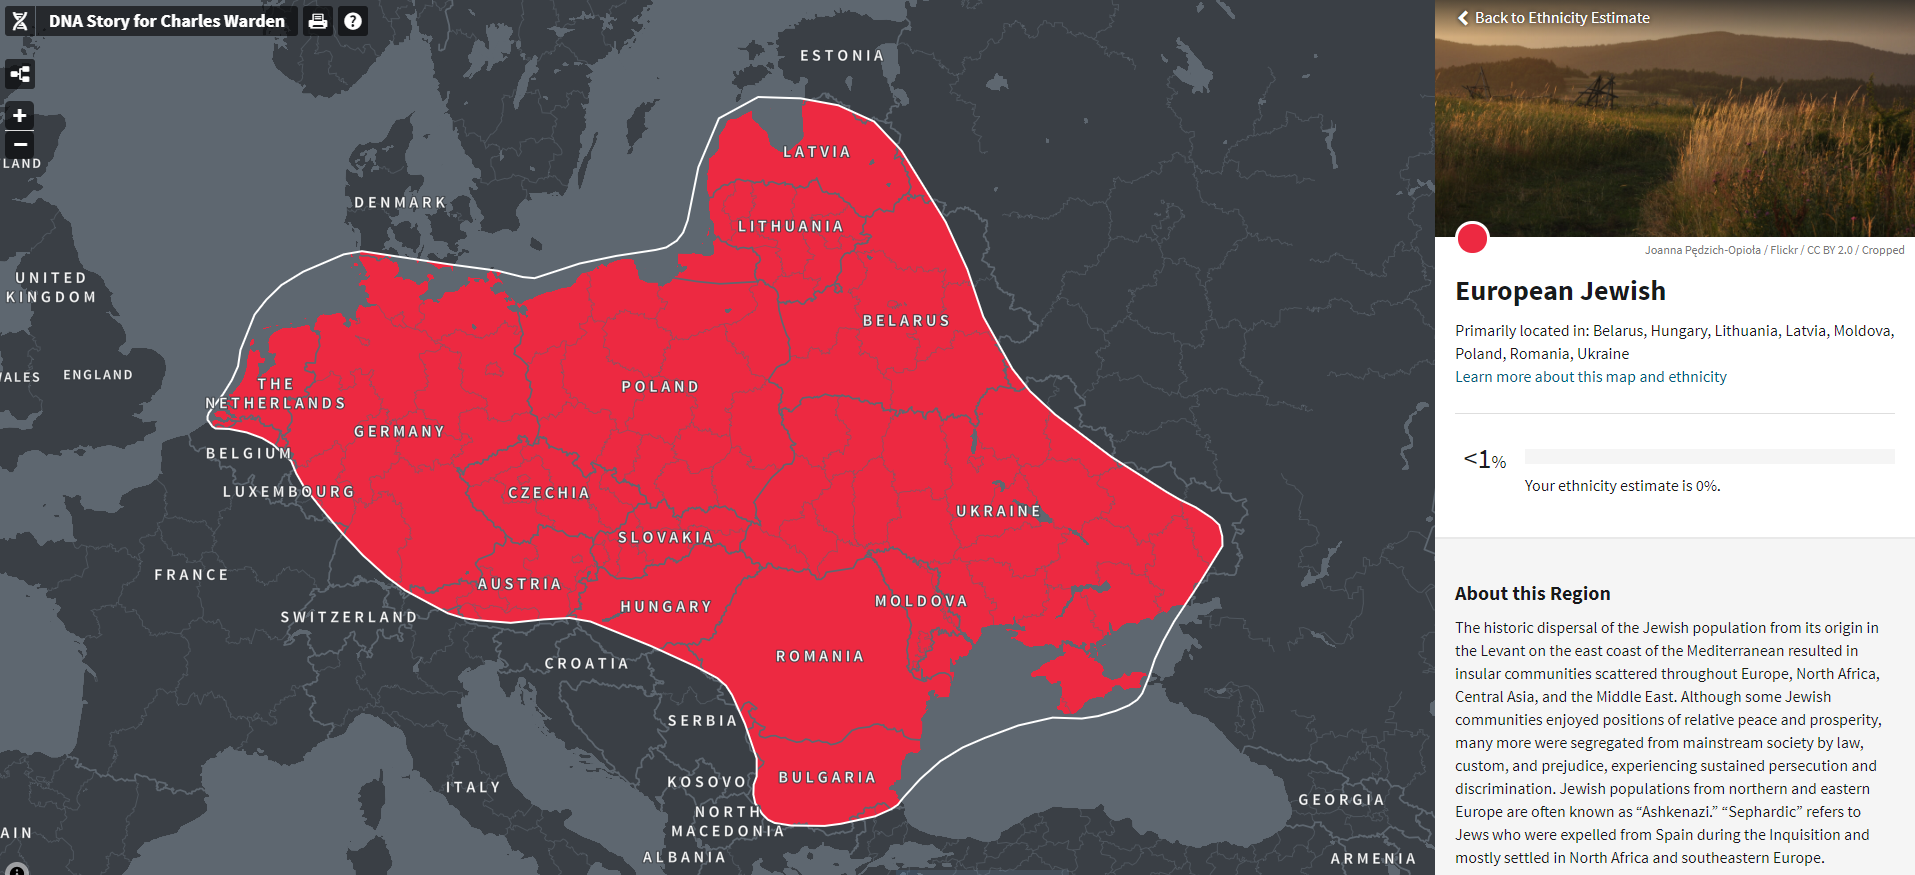 DNA Story for Charles Warden
Back to Ethnicity Estimate
ESTONIA
LATVIA
LAND
DENMARK
LITHUANIA
UNITED
KINGDOM
BELARUS
ENGLAND
THE
NETHERLANDS
POLAND
GERMANY
BELGIUM
LUXEMBOURG
CZECHIA
UKRAINE
SLOVAKIA
FRANCE
AUSTRIA
HUNGARY
MOLDOVA
SWITZERLAND
CROATIA
ROMANIA
SERBIA
KOSOVO
BULGARIA
ITALY
NORTH
MACEDONIA
GEORGIA
AIN
ALBANIA
ARMENIA
Joanna Pędzich-Opioła / Flickr / CC BY 2.0 / Cropped
European Jewish
Primarily located in: Belarus, Hungary, Lithuania, Latvia, Moldova,
Poland, Romania, Ukraine
Learn more about this map and ethnicity
<1%
Your ethnicity estimate is 0%.
About this Region
The historic dispersal of the Jewish population from its origin in
the Levant on the east coast of the Mediterranean resulted in
insular communities scattered throughout Europe, North Africa,
Central Asia, and the Middle East. Although some Jewish
communities enjoyed positions of relative peace and prosperity,
many more were segregated from mainstream society by law,
custom, and prejudice, experiencing sustained persecution and
discrimination. Jewish populations from northern and eastern
Europe are often known as “Ashkenazi.” “Sephardic” refers to
Jews who were expelled from Spain during the Inquisition and
mostly settled in North Africa and southeastern Europe.